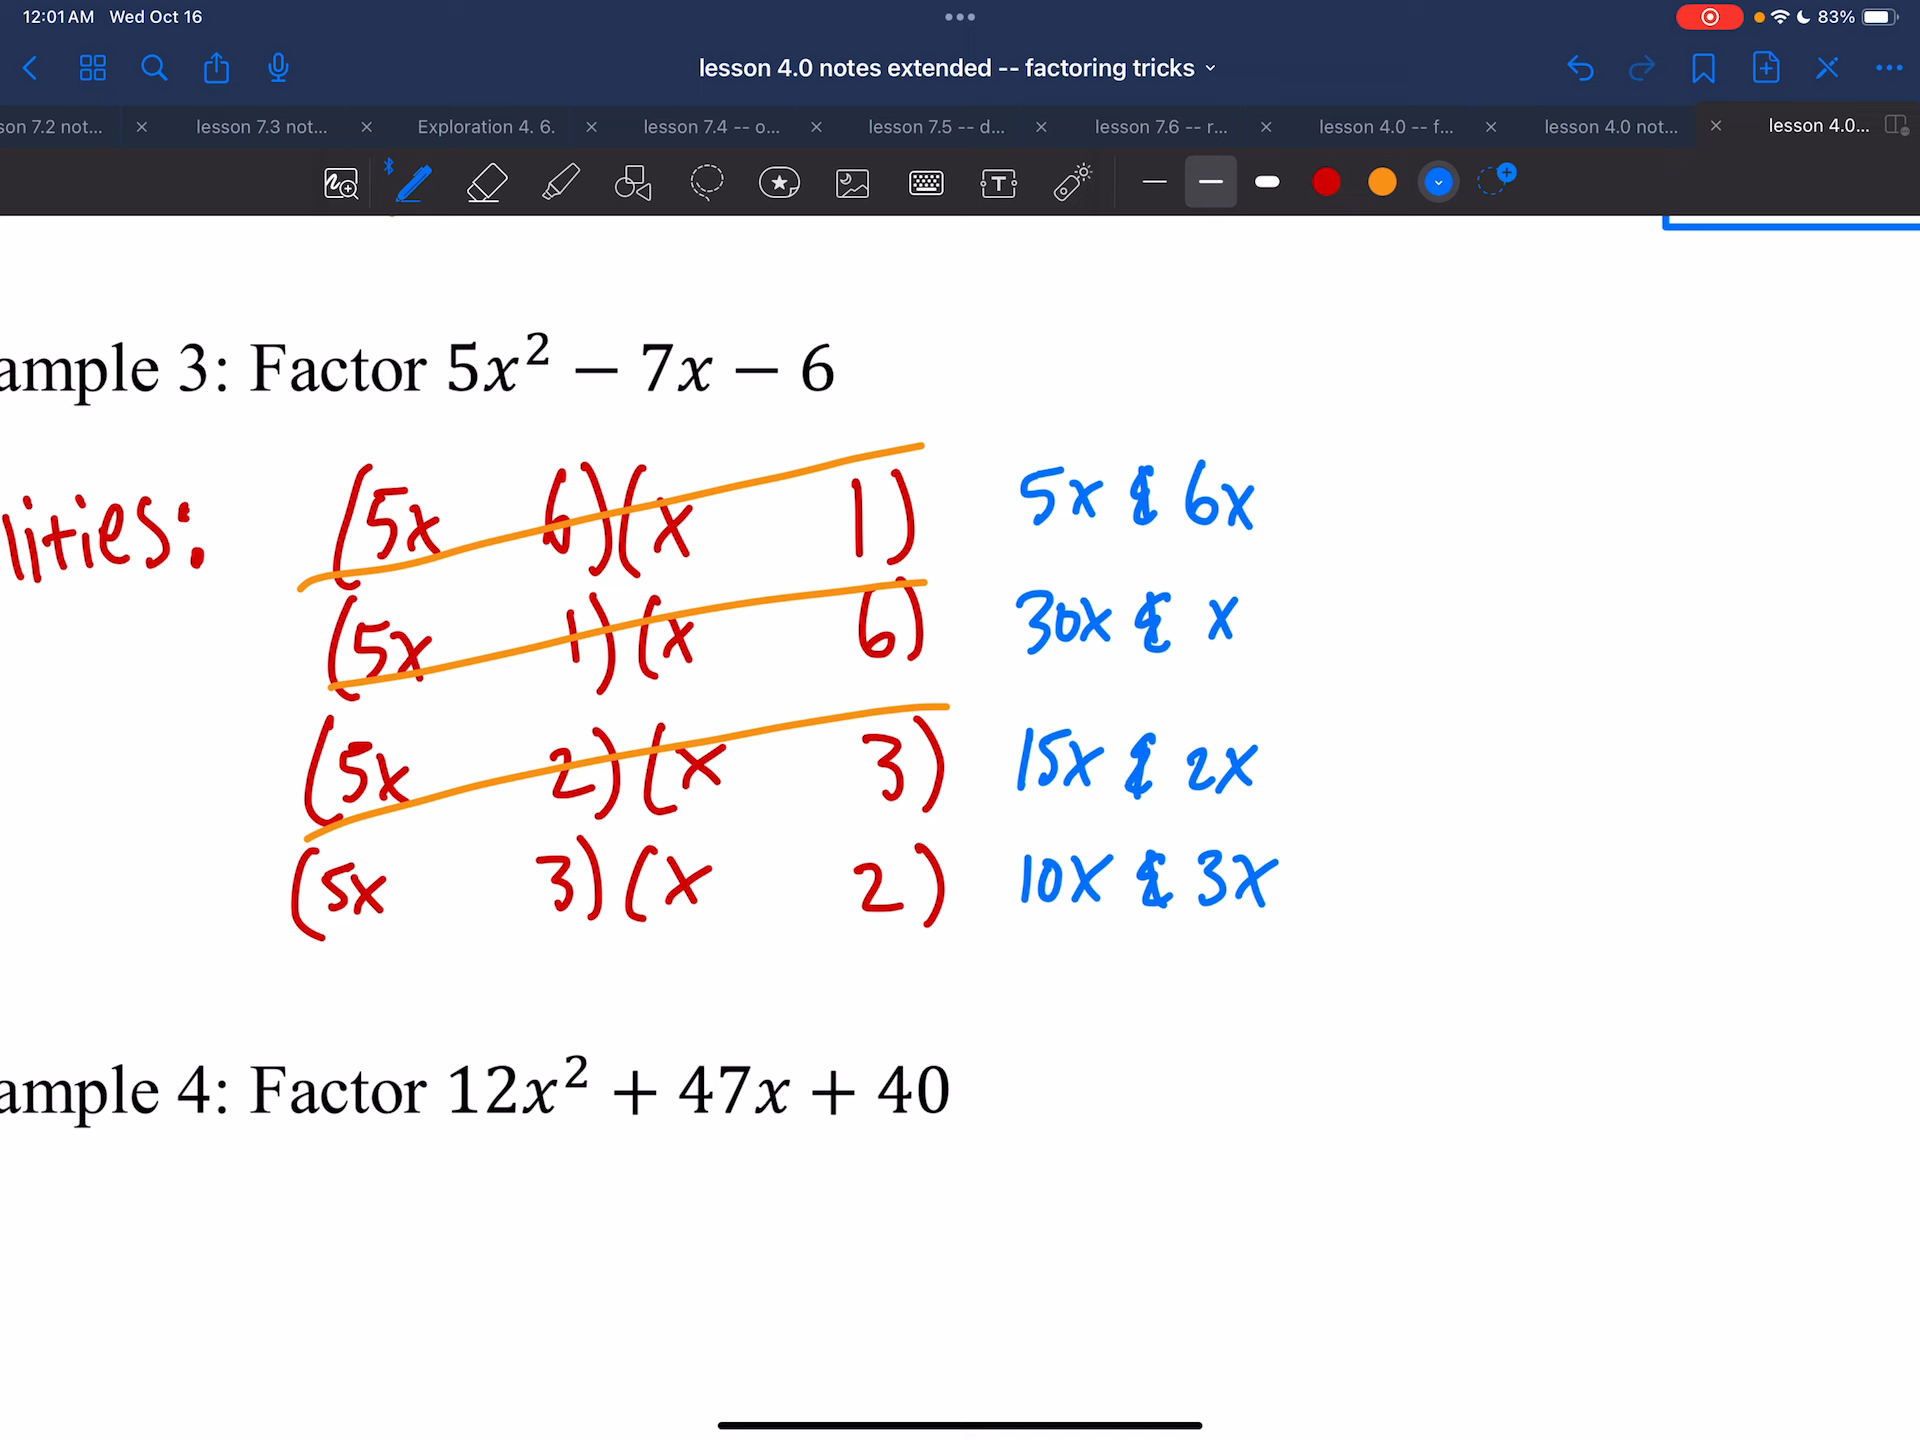 12:01 AM Wed Oct 16
83%
lesson 4.0 notes extended -- factoring tricks
son 7.2 not... lesson 7.3 not... Exploration 4. 6. lesson 7.4 -- o... lesson 7.5 -- d... lesson 7.6 -- r... lesson 4.0 -- f... lesson 4.0 not... lesson 4.0...
ample 3: Factor 5x² − 7x − 6
lities: (5x 6)(x 1) 5x & 6x
(5x 1)(x 6) 30x & x
(5x 2)(x 3) 15x & 2x
(5x 3)(x 2) 10x & 3x
ample 4: Factor 12x² + 47x + 40